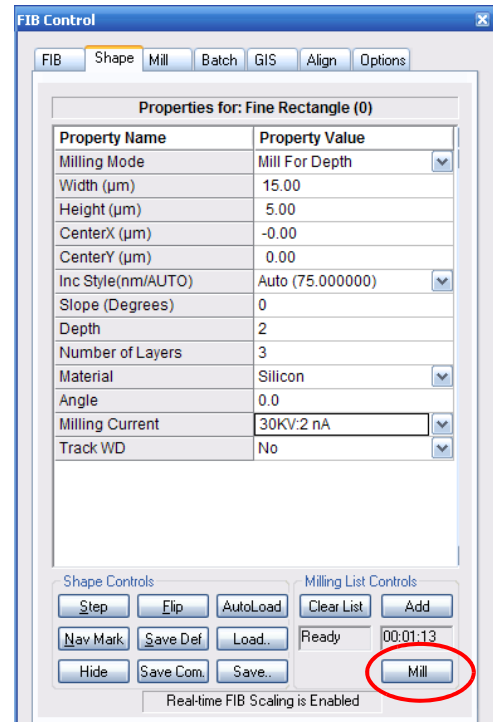 FIB Control
FIB Shape Mill Batch GIS Align Options
Properties for: Fine Rectangle (0)
Property Name Property Value
Milling Mode Mill For Depth
Width (µm) 15.00
Height (µm) 5.00
CenterX (µm) -0.00
CenterY (µm) 0.00
Inc Style(nm/AUTO) Auto (75.000000)
Slope (Degrees) 0
Depth 2
Number of Layers 3
Material Silicon
Angle 0.0
Milling Current 30KV:2 nA
Track WD No
Shape Controls Milling List Controls
Step Flip AutoLoad Clear List Add
Nav Mark Save Def Load.. Ready 00:01:13
Hide Save Com. Save.. Mill
Real-time FIB Scaling is Enabled